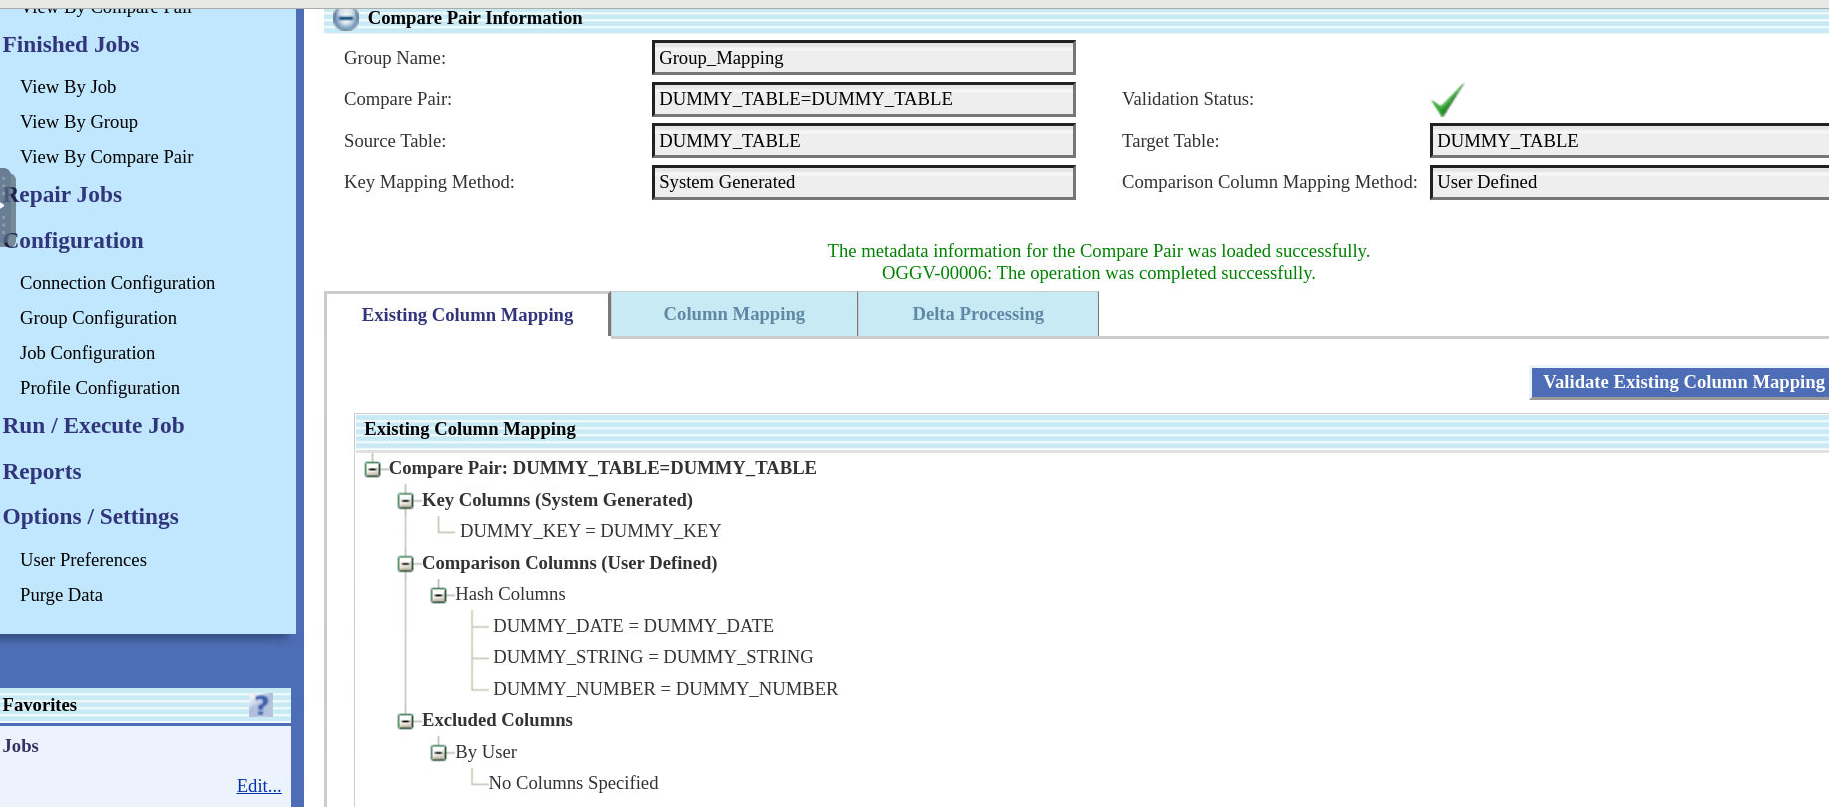 View By Compare Pair
Finished Jobs
View By Job
View By Group
View By Compare Pair
Repair Jobs
Configuration
Connection Configuration
Group Configuration
Job Configuration
Profile Configuration
Run / Execute Job
Reports
Options / Settings
User Preferences
Purge Data
Favorites ?
Jobs
Edit...
Compare Pair Information
Group Name: Group_Mapping
Compare Pair: DUMMY_TABLE=DUMMY_TABLE Validation Status:
Source Table: DUMMY_TABLE Target Table: DUMMY_TABLE
Key Mapping Method: System Generated Comparison Column Mapping Method: User Defined
The metadata information for the Compare Pair was loaded successfully.
OGGV-00006: The operation was completed successfully.
Existing Column Mapping Column Mapping Delta Processing
Validate Existing Column Mapping
Existing Column Mapping
Compare Pair: DUMMY_TABLE=DUMMY_TABLE
Key Columns (System Generated)
DUMMY_KEY = DUMMY_KEY
Comparison Columns (User Defined)
Hash Columns
DUMMY_DATE = DUMMY_DATE
DUMMY_STRING = DUMMY_STRING
DUMMY_NUMBER = DUMMY_NUMBER
Excluded Columns
By User
No Columns Specified